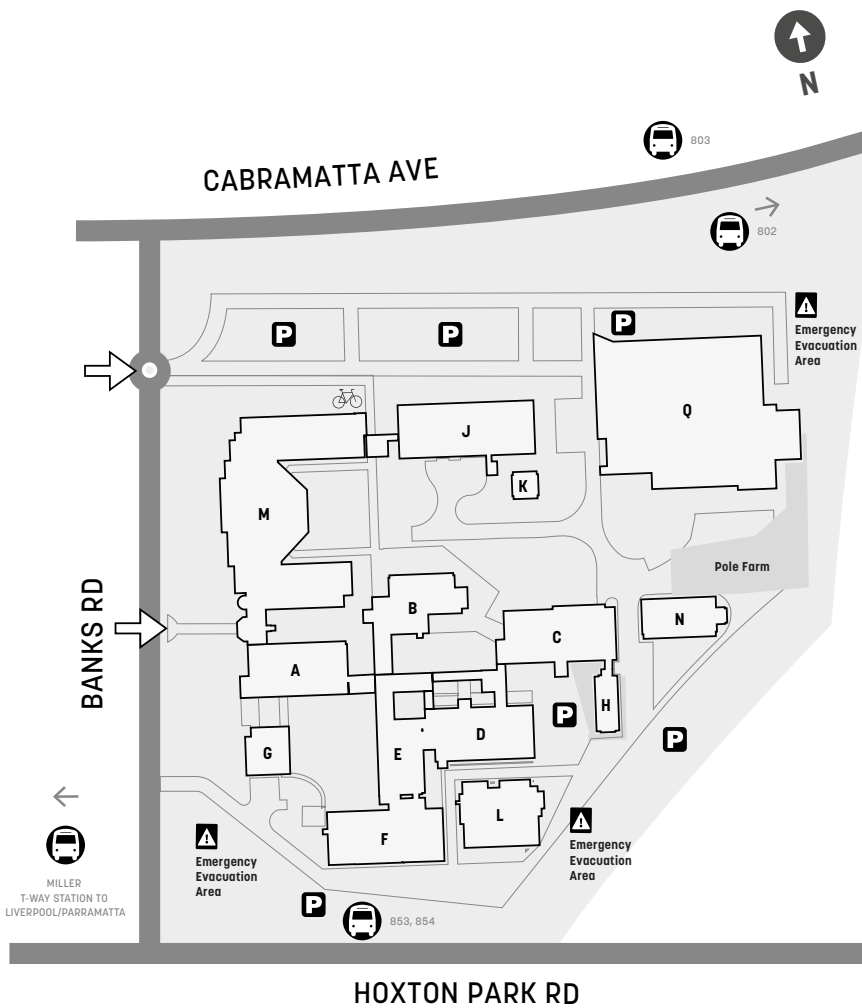 N
803
CABRAMATTA AVE
802
P
P
P
Emergency
Evacuation
Area
Q
J
K
M
Pole Farm
BANKS RD
B
N
C
A
H
P
D
P
G
E
L
F
Emergency
Evacuation
Area
Emergency
Evacuation
Area
MILLER
T-WAY STATION TO
LIVERPOOL/PARRAMATTA
P
853, 854
HOXTON PARK RD